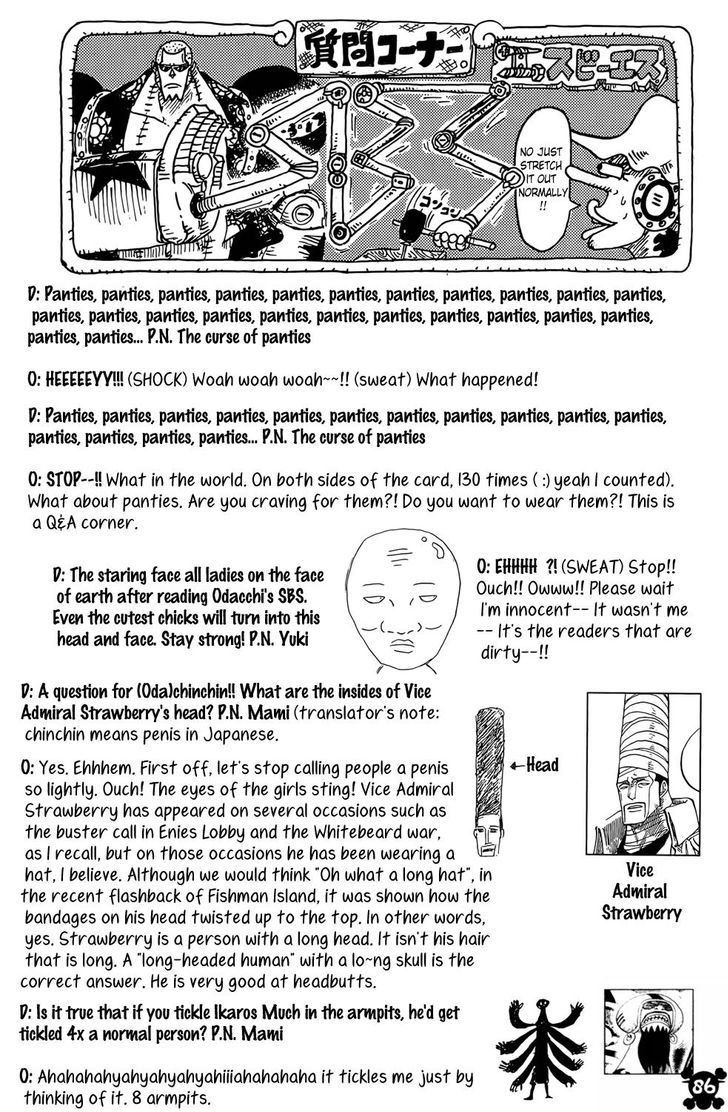 質問コーナー
スビーエス
NO JUST
STRETCH
IT OUT
NORMALLY
!!
コンコン
D: Panties, panties, panties, panties, panties, panties, panties, panties, panties, panties, panties,
panties, panties, panties, panties, panties, panties, panties, panties, panties, panties, panties,
panties, panties... P.N. The curse of panties
O: HEEEEEYY!!! (SHOCK) Woah woah woah~~!! (sweat) What happened!
D: Panties, panties, panties, panties, panties, panties, panties, panties, panties, panties, panties,
panties, panties, panties, panties... P.N. The curse of panties
O: STOP--!! What in the world. On both sides of the card, 130 times ( :) yeah I counted).
What about panties. Are you craving for them?! Do you want to wear them?! This is
a Q&A corner.
D: The staring face all ladies on the face
of earth after reading Odacchi's SBS.
Even the cutest chicks will turn into this
head and face. Stay strong! P.N. Yuki
O: EHHHH ?! (SWEAT) Stop!!
Ouch!! Owww!! Please wait
I'm innocent-- It wasn't me
-- It's the readers that are
dirty--!!
D: A question for (Oda)chinchin!! What are the insides of Vice
Admiral Strawberry's head? P.N. Mami (translator's note:
chinchin means penis in Japanese.
O: Yes. Ehhhem. First off, let's stop calling people a penis
so lightly. Ouch! The eyes of the girls sting! Vice Admiral
Strawberry has appeared on several occasions such as
the buster call in Enies Lobby and the Whitebeard war,
as I recall, but on those occasions he has been wearing a
hat, I believe. Although we would think "Oh what a long hat", in
the recent flashback of Fishman Island, it was shown how the
bandages on his head twisted up to the top. In other words,
yes. Strawberry is a person with a long head. It isn't his hair
that is long. A "long-headed human" with a lo~ng skull is the
correct answer. He is very good at headbutts.
←Head
Vice
Admiral
Strawberry
D: Is it true that if you tickle Ikaros Much in the armpits, he'd get
tickled 4x a normal person? P.N. Mami
O: Ahahahahyahyahyahyahiiiahahahaha it tickles me just by
thinking of it. 8 armpits.
86